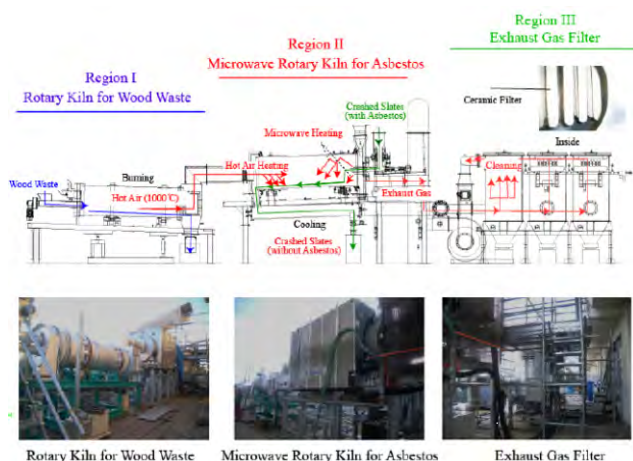 Region III
Exhaust Gas Filter
Region II
Microwave Rotary Kiln for Asbestos
Region I
Rotary Kiln for Wood Waste
Ceramic Filter
Inside
Crashed Slates
(with Asbestos)
Microwave Heating
Hot Air Heating
Burning
Wood Waste
Hot Air (1000℃)
Exhaust Gas
Cleaning
Cooling
Crashed Slates
(without Asbestos)
Rotary Kiln for Wood Waste
Microwave Rotary Kiln for Asbestos
Exhaust Gas Filter